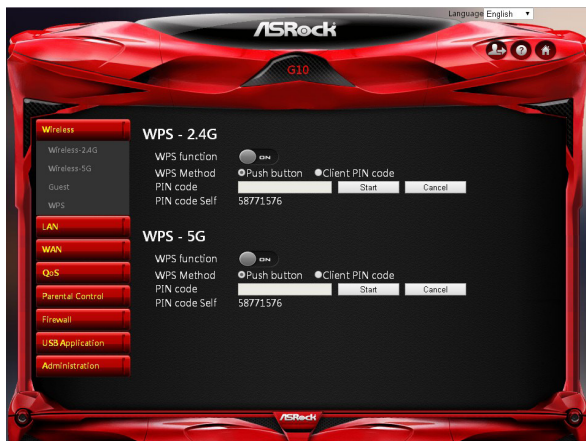 Language English
ASRock
G10
Wireless
Wireless-2.4G
Wireless-5G
Guest
WPS
LAN
WAN
QoS
Parental Control
Firewall
USB Application
Administration
WPS - 2.4G
WPS function ON
WPS Method Push button Client PIN code
PIN code Start Cancel
PIN code Self 58771576
WPS - 5G
WPS function ON
WPS Method Push button Client PIN code
PIN code Start Cancel
PIN code Self 58771576
ASRock